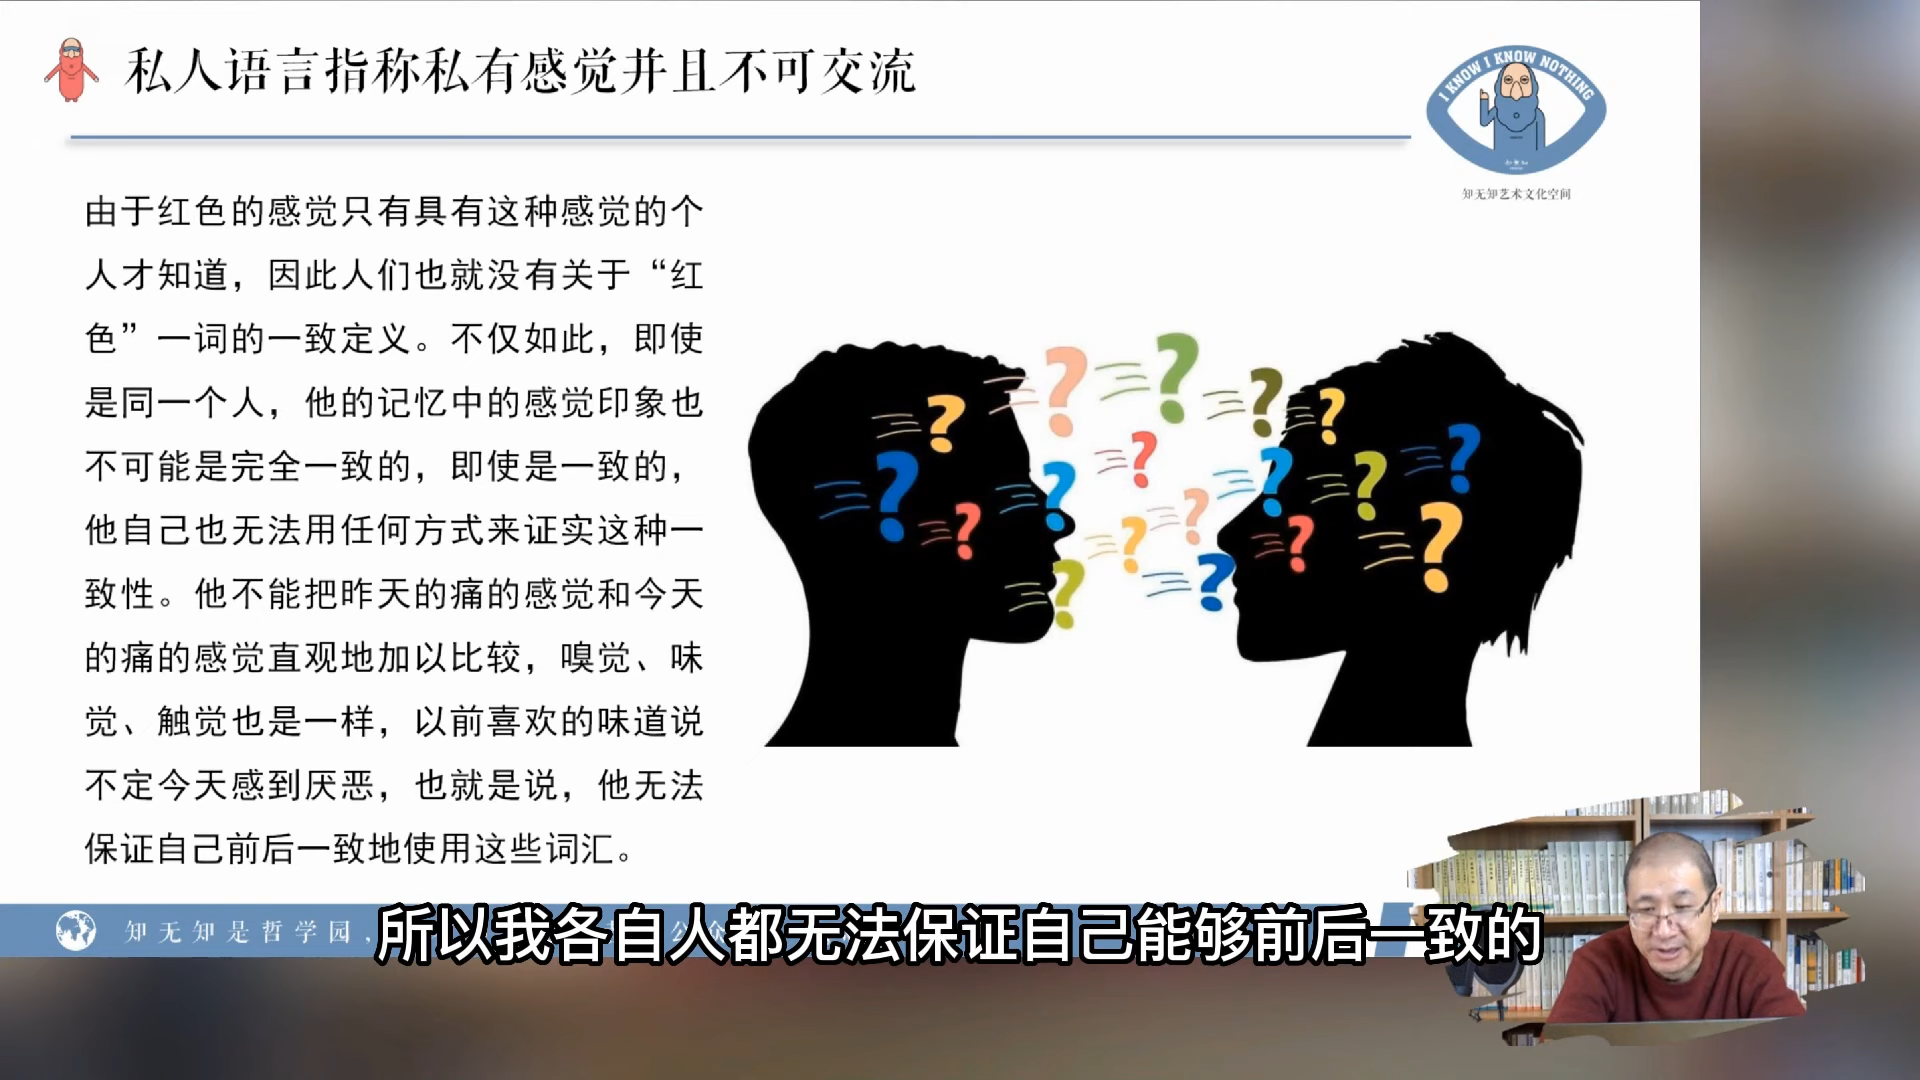 私人语言指称私有感觉并且不可交流
I KNOW I KNOW NOTHING
知无知
知无知艺术文化空间
由于红色的感觉只有具有这种感觉的个
人才知道，因此人们也就没有关于“红
色”一词的一致定义。不仅如此，即使
是同一个人，他的记忆中的感觉印象也
不可能是完全一致的，即使是一致的，
他自己也无法用任何方式来证实这种一
致性。他不能把昨天的痛的感觉和今天
的痛的感觉直观地加以比较，嗅觉、味
觉、触觉也是一样，以前喜欢的味道说
不定今天感到厌恶，也就是说，他无法
保证自己前后一致地使用这些词汇。
知无知是哲学园，
所以我各自人都无法保证自己能够前后一致的